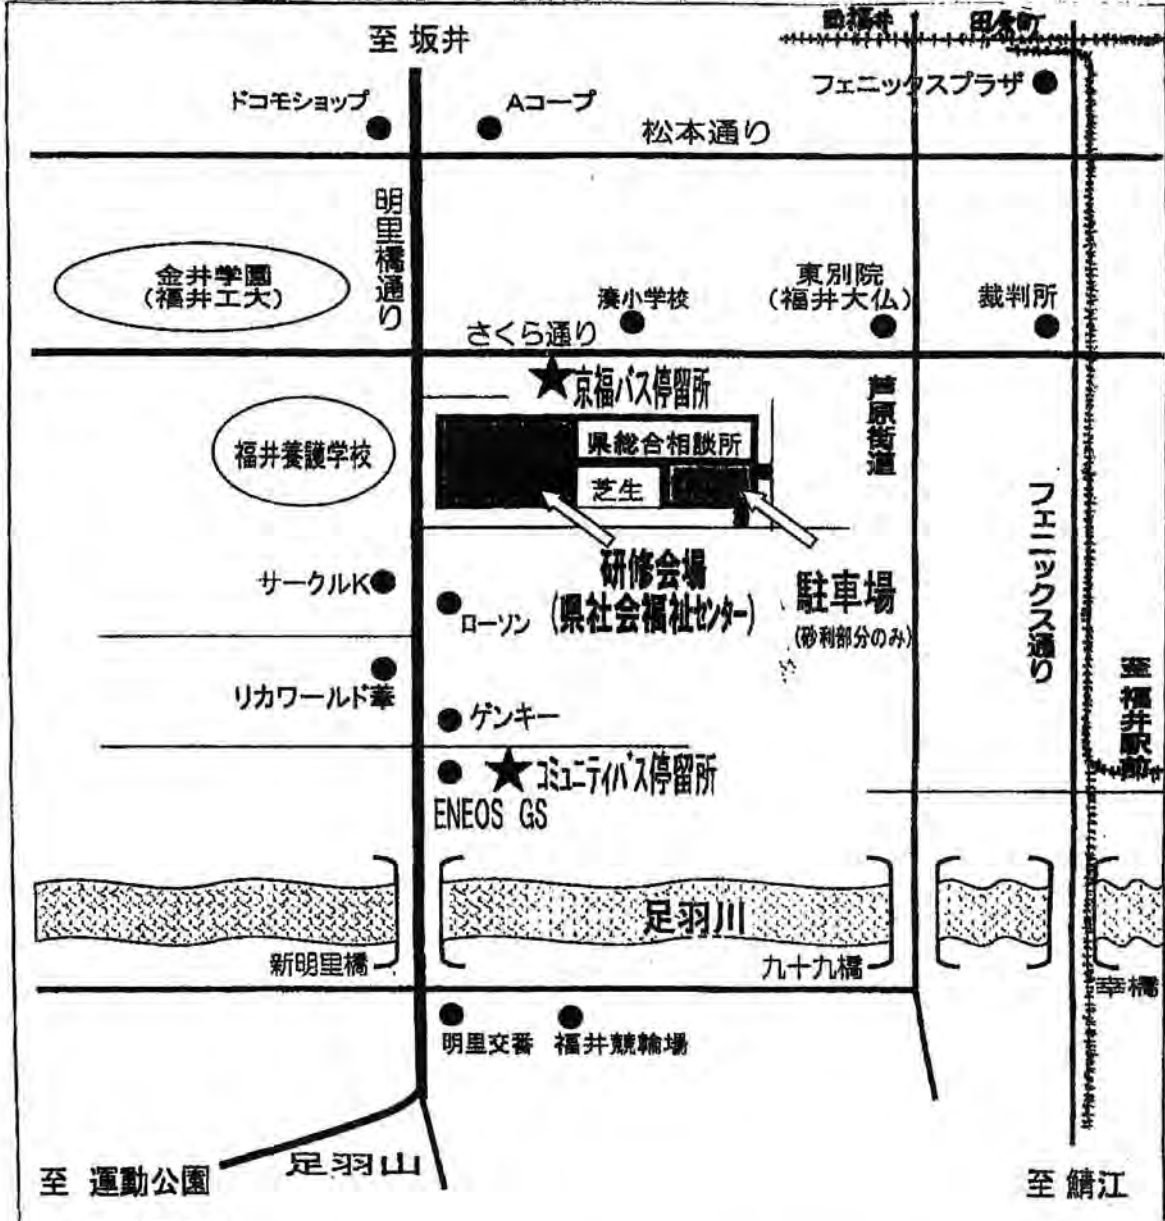 至 坂井
西福井
田原町
ドコモショップ
Aコープ
フェニックスプラザ
松本通り
明里橋通り
金井学園
(福井工大)
湊小学校
東別院
(福井大仏)
裁判所
さくら通り
京福バス停留所
芦原街道
県総合相談所
福井養護学校
芝生
フェニックス通り
研修会場
(県社会福祉センター)
駐車場
(砂利部分のみ)
サークルK
ローソン
リカワールド華
至 福井駅前
ゲンキー
コミュニティバス停留所
ENEOS GS
足羽川
新明里橋
九十九橋
幸橋
明里交番
福井競輪場
足羽山
至 運動公園
至 鯖江